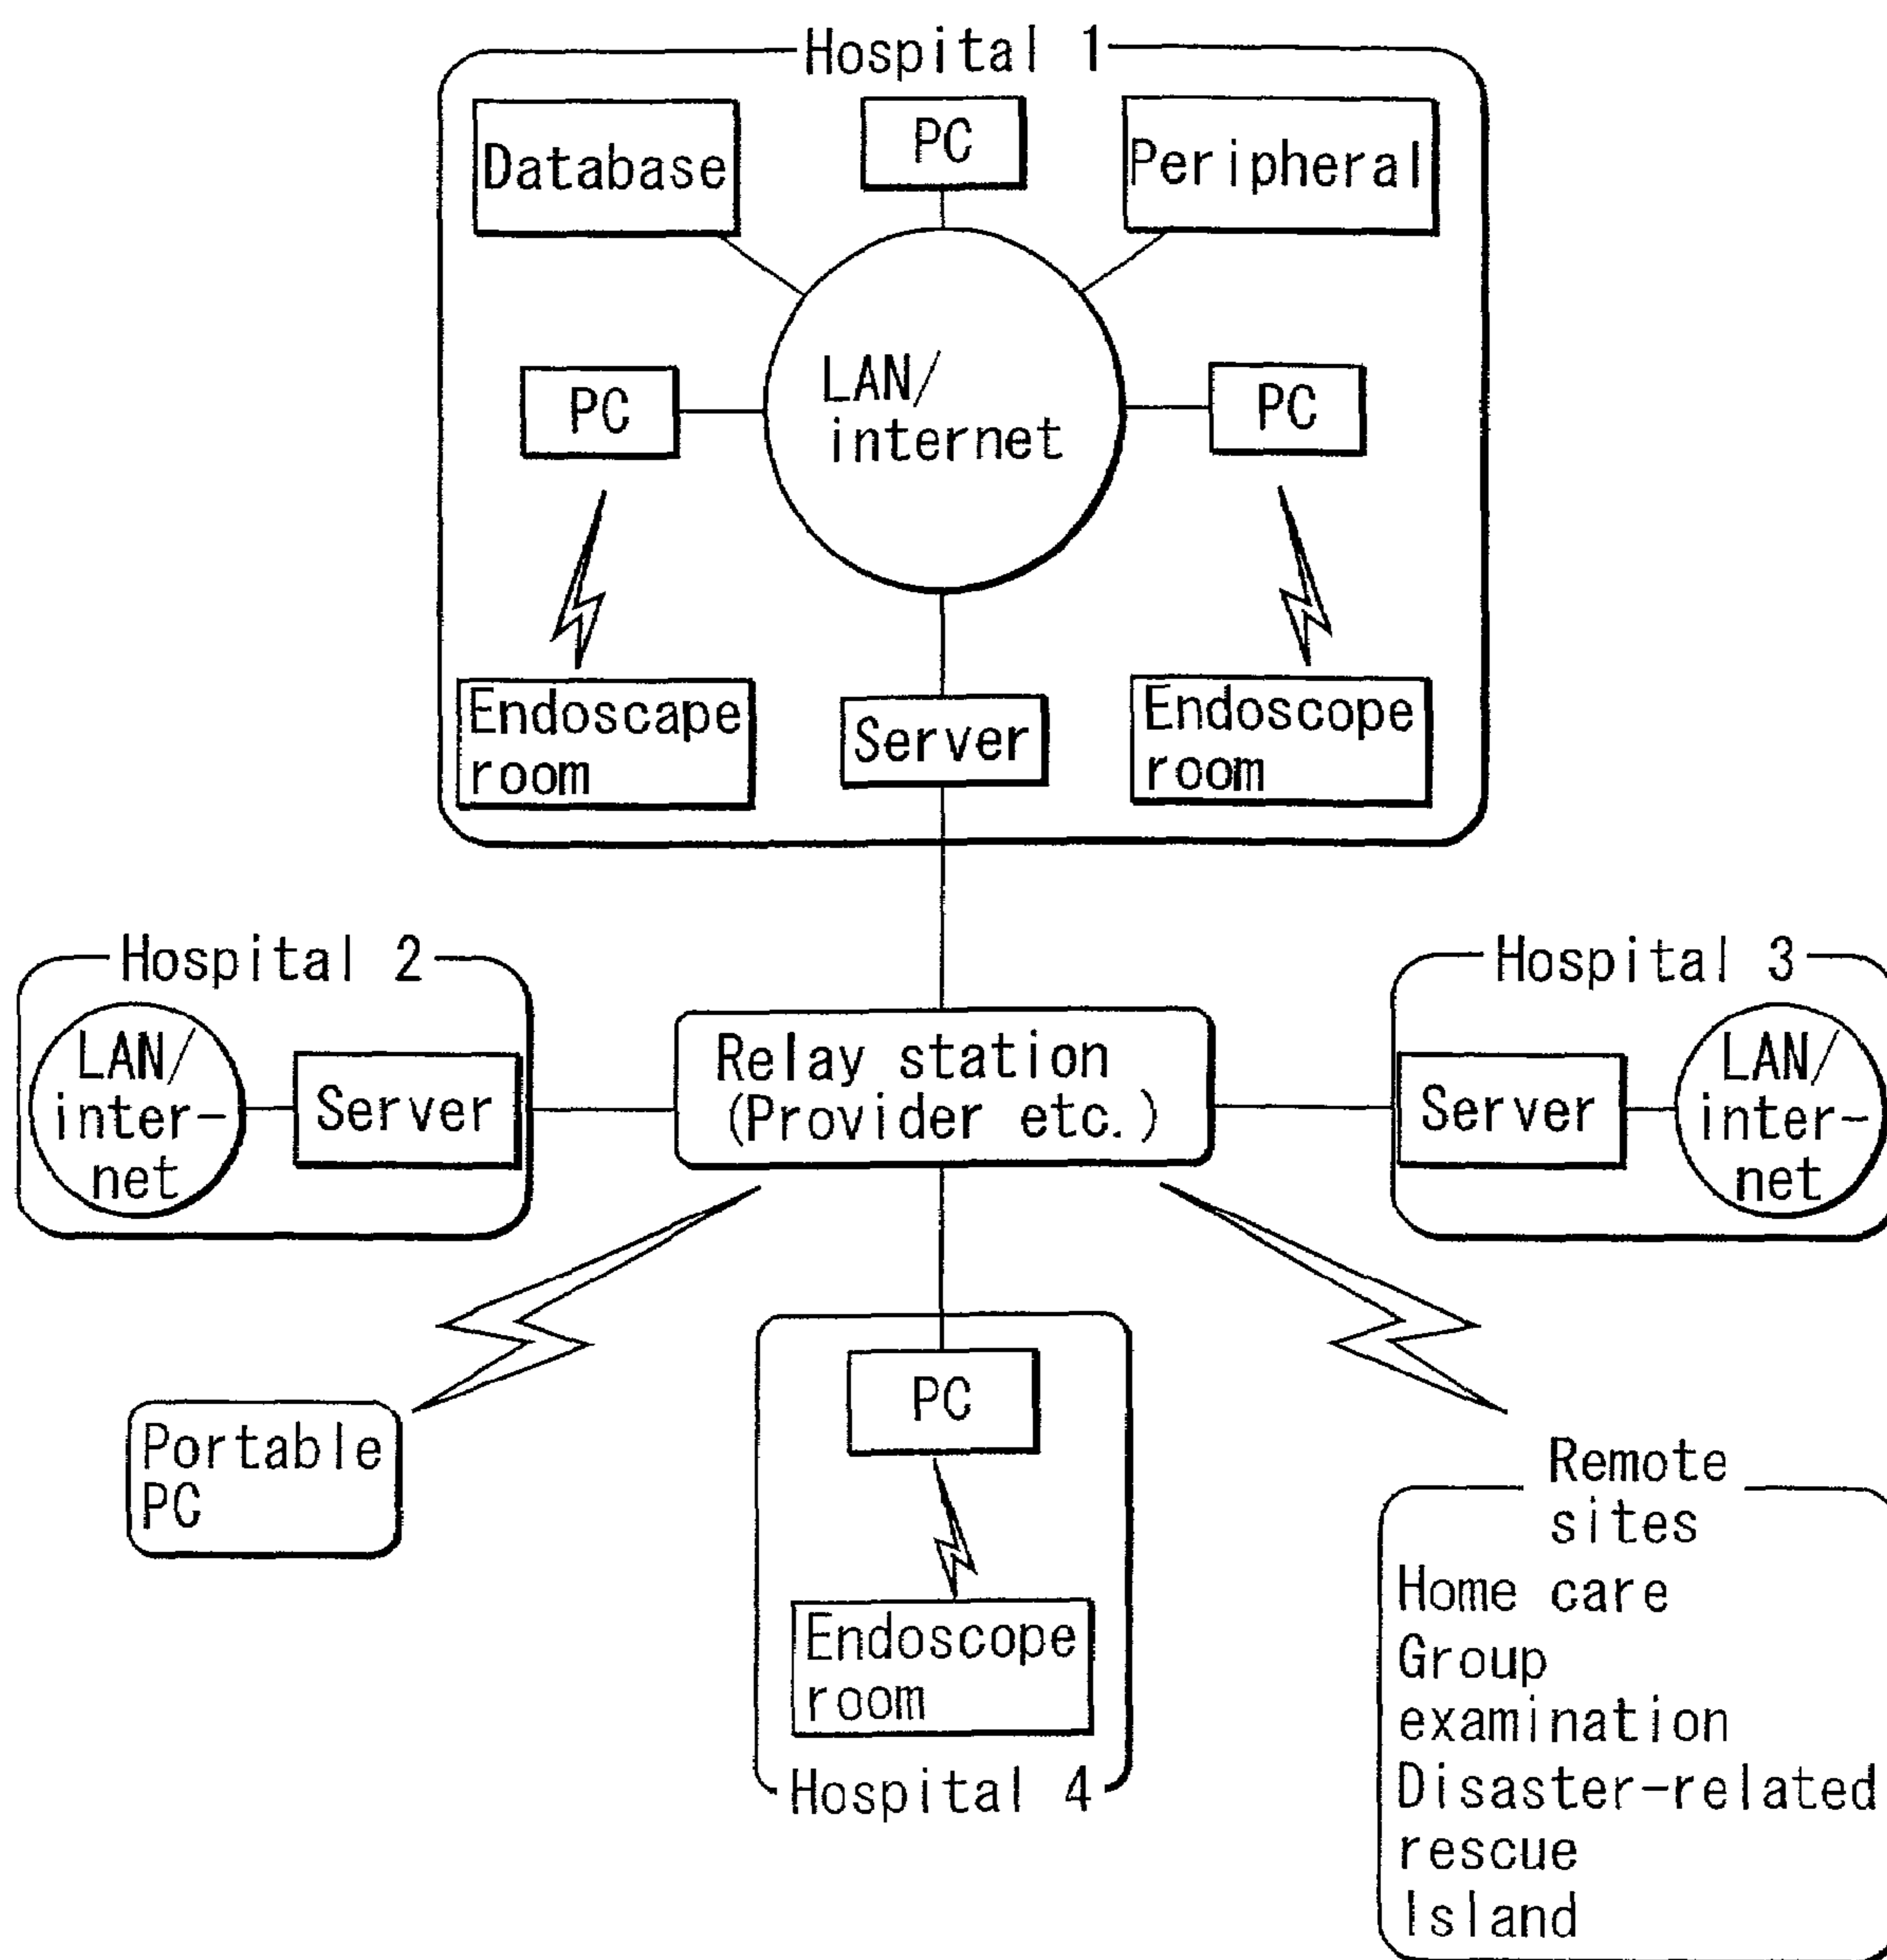 Hospital 1
Database
PC
Peripheral
PC
LAN/
internet
PC
Endoscape
room
Server
Endoscope
room
Hospital 2
LAN/
inter-
net
Server
Relay station
(Provider etc.)
Hospital 3
Server
LAN/
inter-
net
Portable
PC
PC
Endoscope
room
Hospital 4
Remote
sites
Home care
Group
examination
Disaster-related
rescue
Island